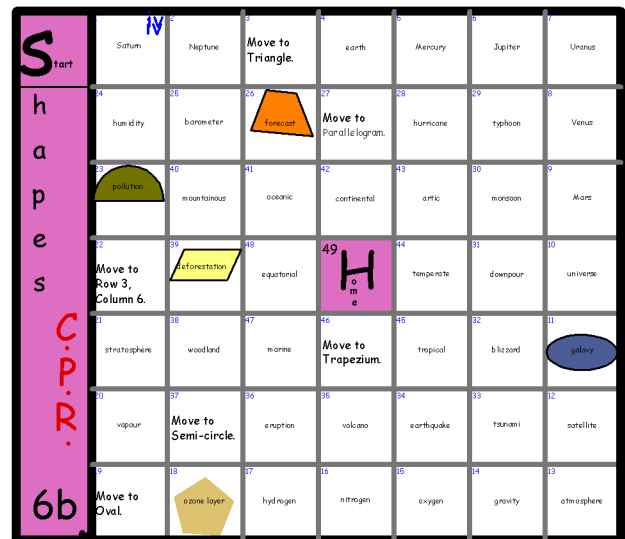 Start
h
a
p
e
s
C.
P.
R.
6b
iv
1 2 3 4 5 6 7
Saturn Neptune Move to Triangle. earth Mercury Jupiter Uranus
24 25 26 27 28 29 8
humidity barometer forecast Move to Parallelogram. hurricane typhoon Venus
23 40 41 42 43 30 9
pollution mountainous oceanic continental artic monsoon Mars
22 39 48 49 44 31 10
Move to Row 3, Column 6. deforestation equatorial Home temperate downpour universe
21 38 47 46 45 32 11
stratosphere woodland marine Move to Trapezium. tropical blizzard galaxy
20 37 36 35 34 33 12
vapour Move to Semi-circle. eruption volcano earthquake tsunami satellite
19 18 17 16 15 14 13
Move to Oval. ozone layer hydrogen nitrogen oxygen gravity atmosphere